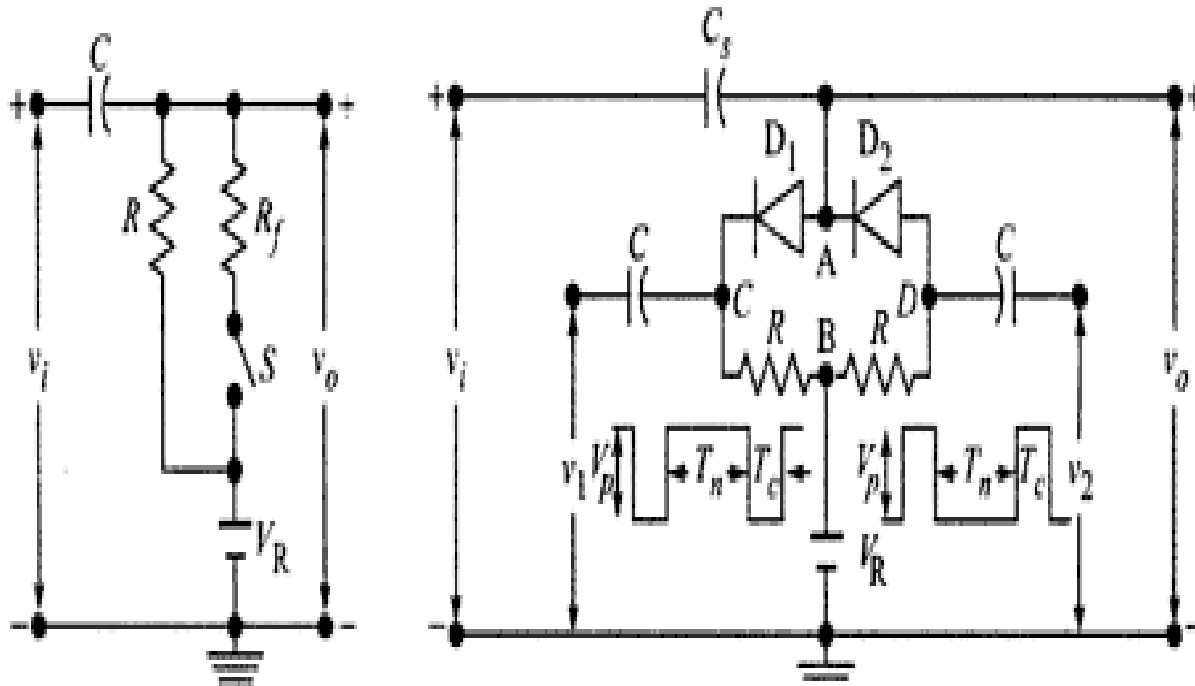 C
+ +
R
R_f
v_i
S
v_o
V_R
- -
C_s
+ +
D_1 D_2
A
C C
C D
R B R
v_i
v_o
v_1 V_p T_n T_c
V_p T_n T_c v_2
V_R
- -